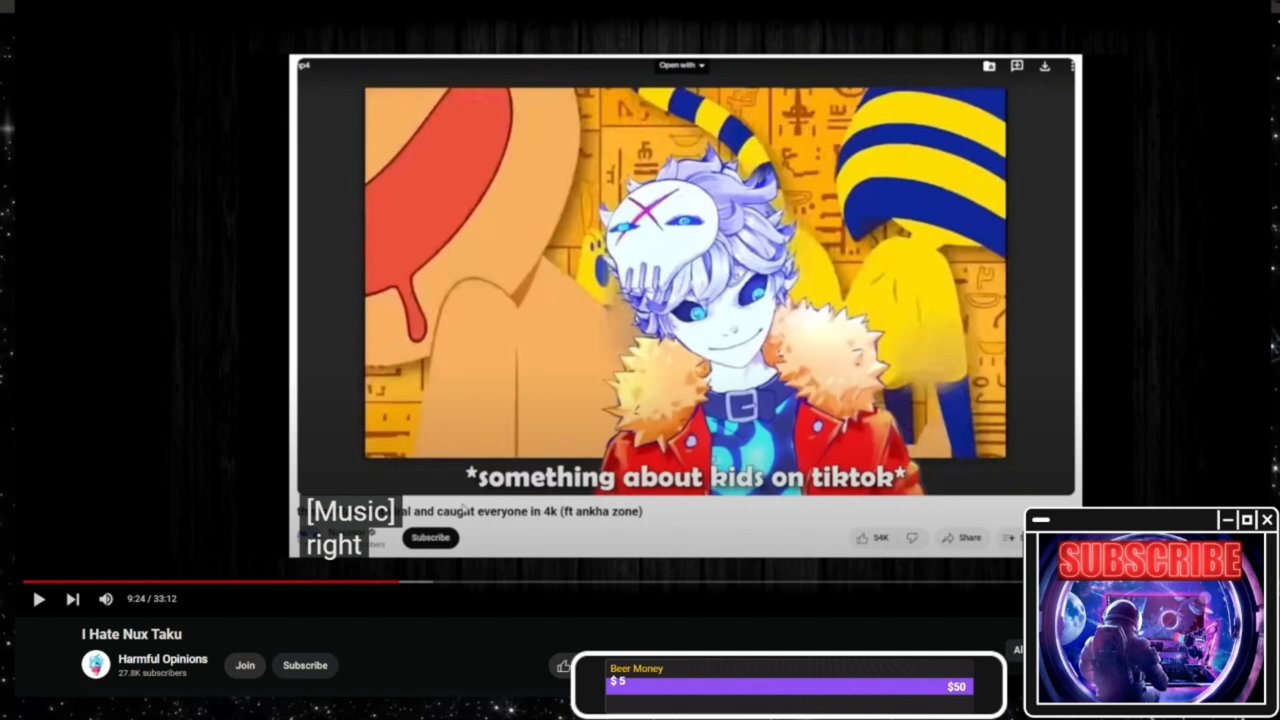 p4
Open with
*something about kids on tiktok*
[Music] al and caught everyone in 4k (ft ankha zone)
right
Subscribe
54K
Share
9:24 / 33:12
SUBSCRIBE
I Hate Nux Taku
Harmful Opinions
27.8K subscribers
Join
Subscribe
Al
Beer Money
$ 5
$50